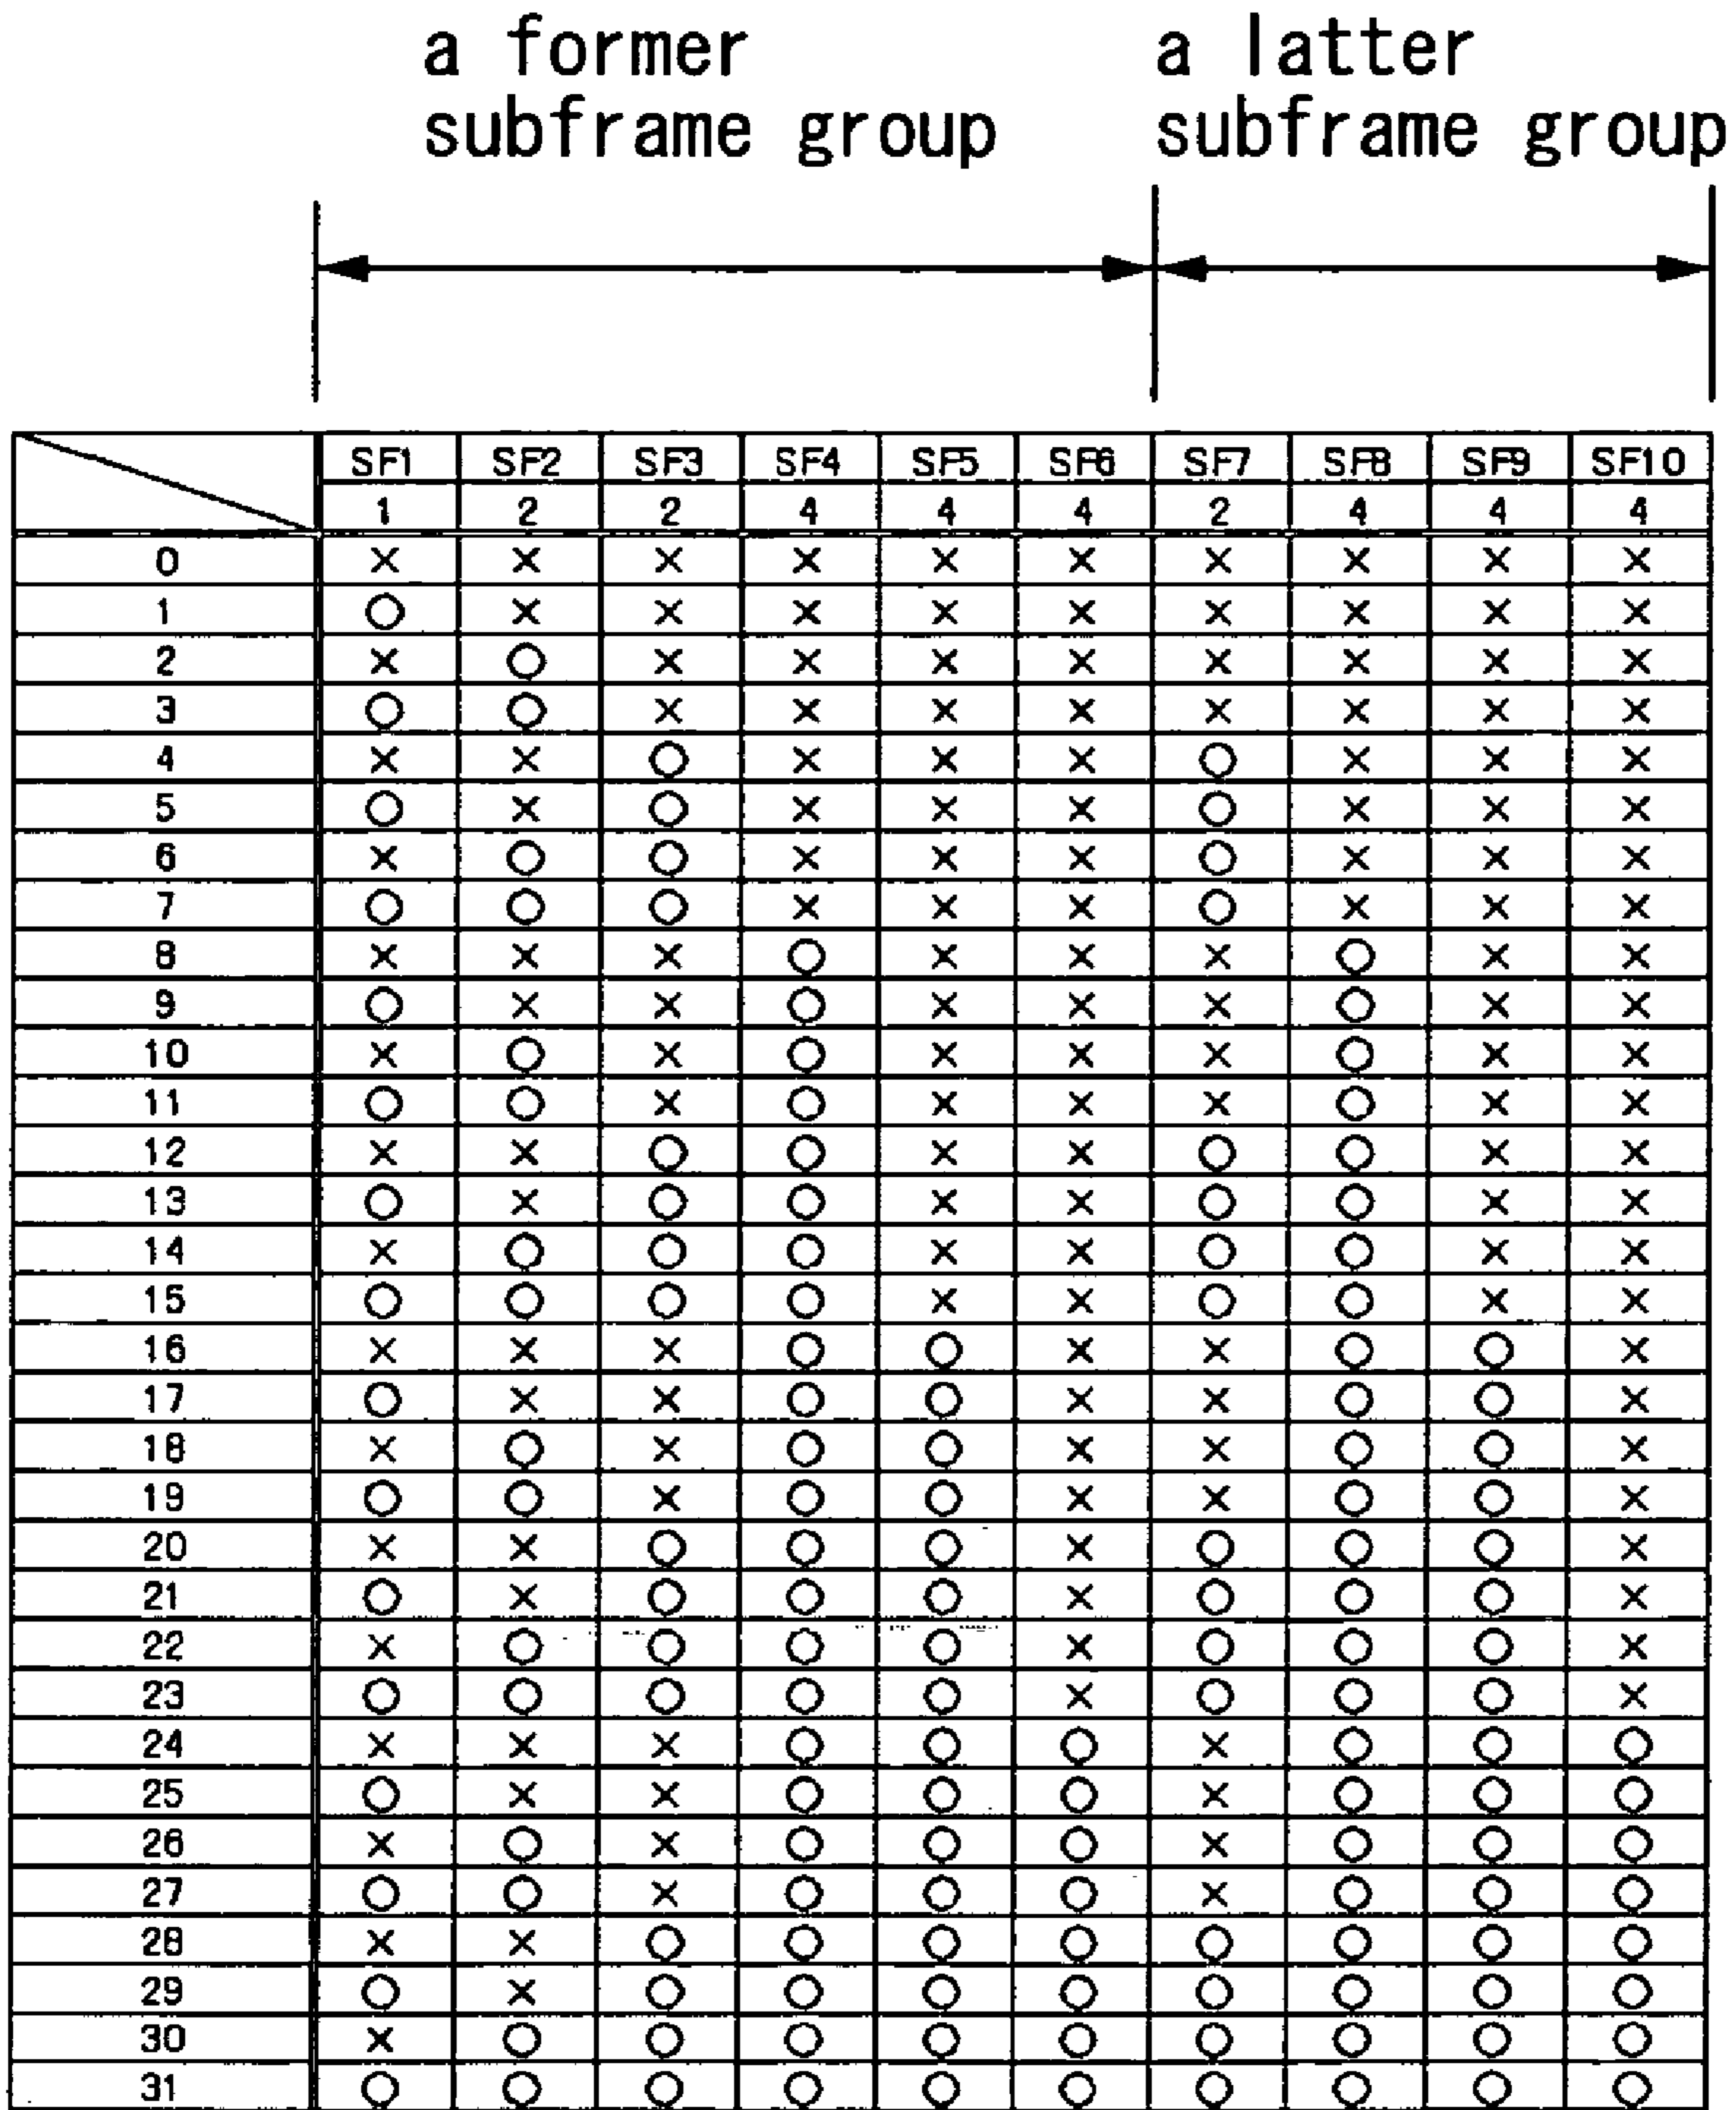 a former a latter
subframe group subframe group
SF1 SF2 SF3 SF4 SF5 SF6 SF7 SF8 SF9 SF10
1 2 2 4 4 4 2 4 4 4
0 × × × × × × × × × ×
1 ○ × × × × × × × × ×
2 × ○ × × × × × × × ×
3 ○ ○ × × × × × × × ×
4 × × ○ × × × ○ × × ×
5 ○ × ○ × × × ○ × × ×
6 × ○ ○ × × × ○ × × ×
7 ○ ○ ○ × × × ○ × × ×
8 × × × ○ × × × ○ × ×
9 ○ × × ○ × × × ○ × ×
10 × ○ × ○ × × × ○ × ×
11 ○ ○ × ○ × × × ○ × ×
12 × × ○ ○ × × ○ ○ × ×
13 ○ × ○ ○ × × ○ ○ × ×
14 × ○ ○ ○ × × ○ ○ × ×
15 ○ ○ ○ ○ × × ○ ○ × ×
16 × × × ○ ○ × × ○ ○ ×
17 ○ × × ○ ○ × × ○ ○ ×
18 × ○ × ○ ○ × × ○ ○ ×
19 ○ ○ × ○ ○ × × ○ ○ ×
20 × × ○ ○ ○ × ○ ○ ○ ×
21 ○ × ○ ○ ○ × ○ ○ ○ ×
22 × ○ ○ ○ ○ × ○ ○ ○ ×
23 ○ ○ ○ ○ ○ × ○ ○ ○ ×
24 × × × ○ ○ ○ × ○ ○ ○
25 ○ × × ○ ○ ○ × ○ ○ ○
26 × ○ × ○ ○ ○ × ○ ○ ○
27 ○ ○ × ○ ○ ○ × ○ ○ ○
28 × × ○ ○ ○ ○ ○ ○ ○ ○
29 ○ × ○ ○ ○ ○ ○ ○ ○ ○
30 × ○ ○ ○ ○ ○ ○ ○ ○ ○
31 ○ ○ ○ ○ ○ ○ ○ ○ ○ ○